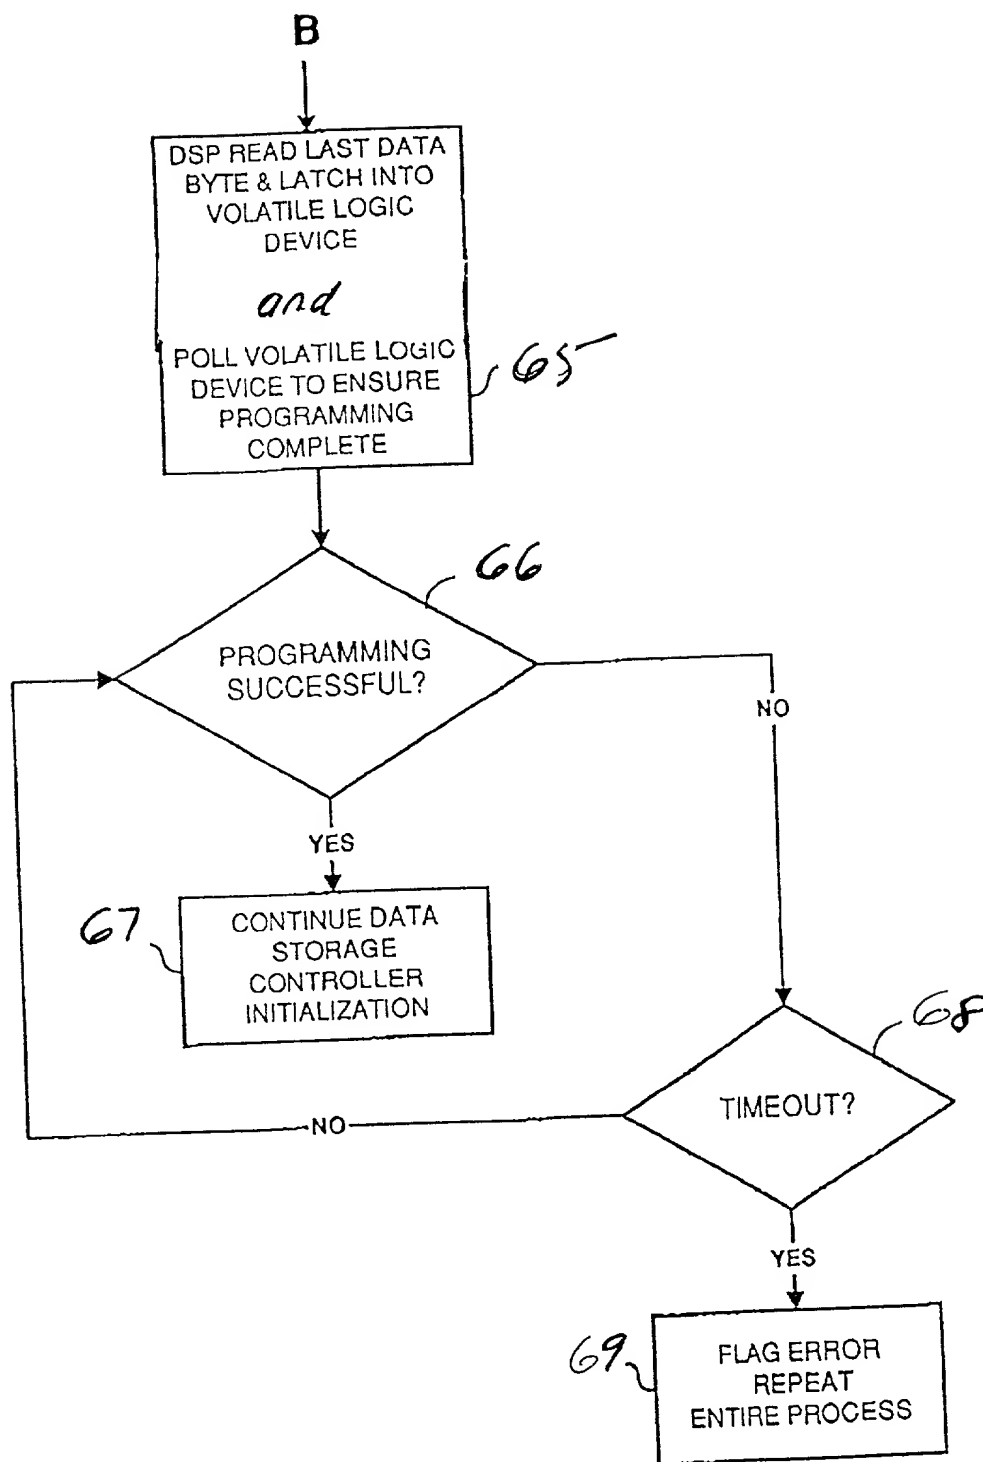 B
DSP READ LAST DATA
BYTE & LATCH INTO
VOLATILE LOGIC
DEVICE
and
POLL VOLATILE LOGIC
DEVICE TO ENSURE
PROGRAMMING
COMPLETE
65
66
PROGRAMMING
SUCCESSFUL?
NO
YES
67
CONTINUE DATA
STORAGE
CONTROLLER
INITIALIZATION
68
TIMEOUT?
NO
YES
69
FLAG ERROR
REPEAT
ENTIRE PROCESS